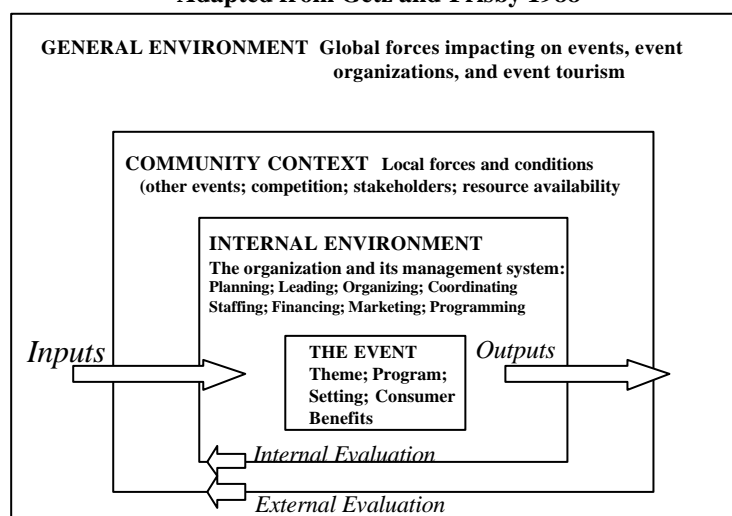 Adapted from Getz and Frisby 1988
GENERAL ENVIRONMENT Global forces impacting on events, event
organizations, and event tourism
COMMUNITY CONTEXT Local forces and conditions
(other events; competition; stakeholders; resource availability
INTERNAL ENVIRONMENT
The organization and its management system:
Planning; Leading; Organizing; Coordinating
Staffing; Financing; Marketing; Programming
Inputs
THE EVENT
Theme; Program;
Setting; Consumer
Benefits
Outputs
Internal Evaluation
External Evaluation